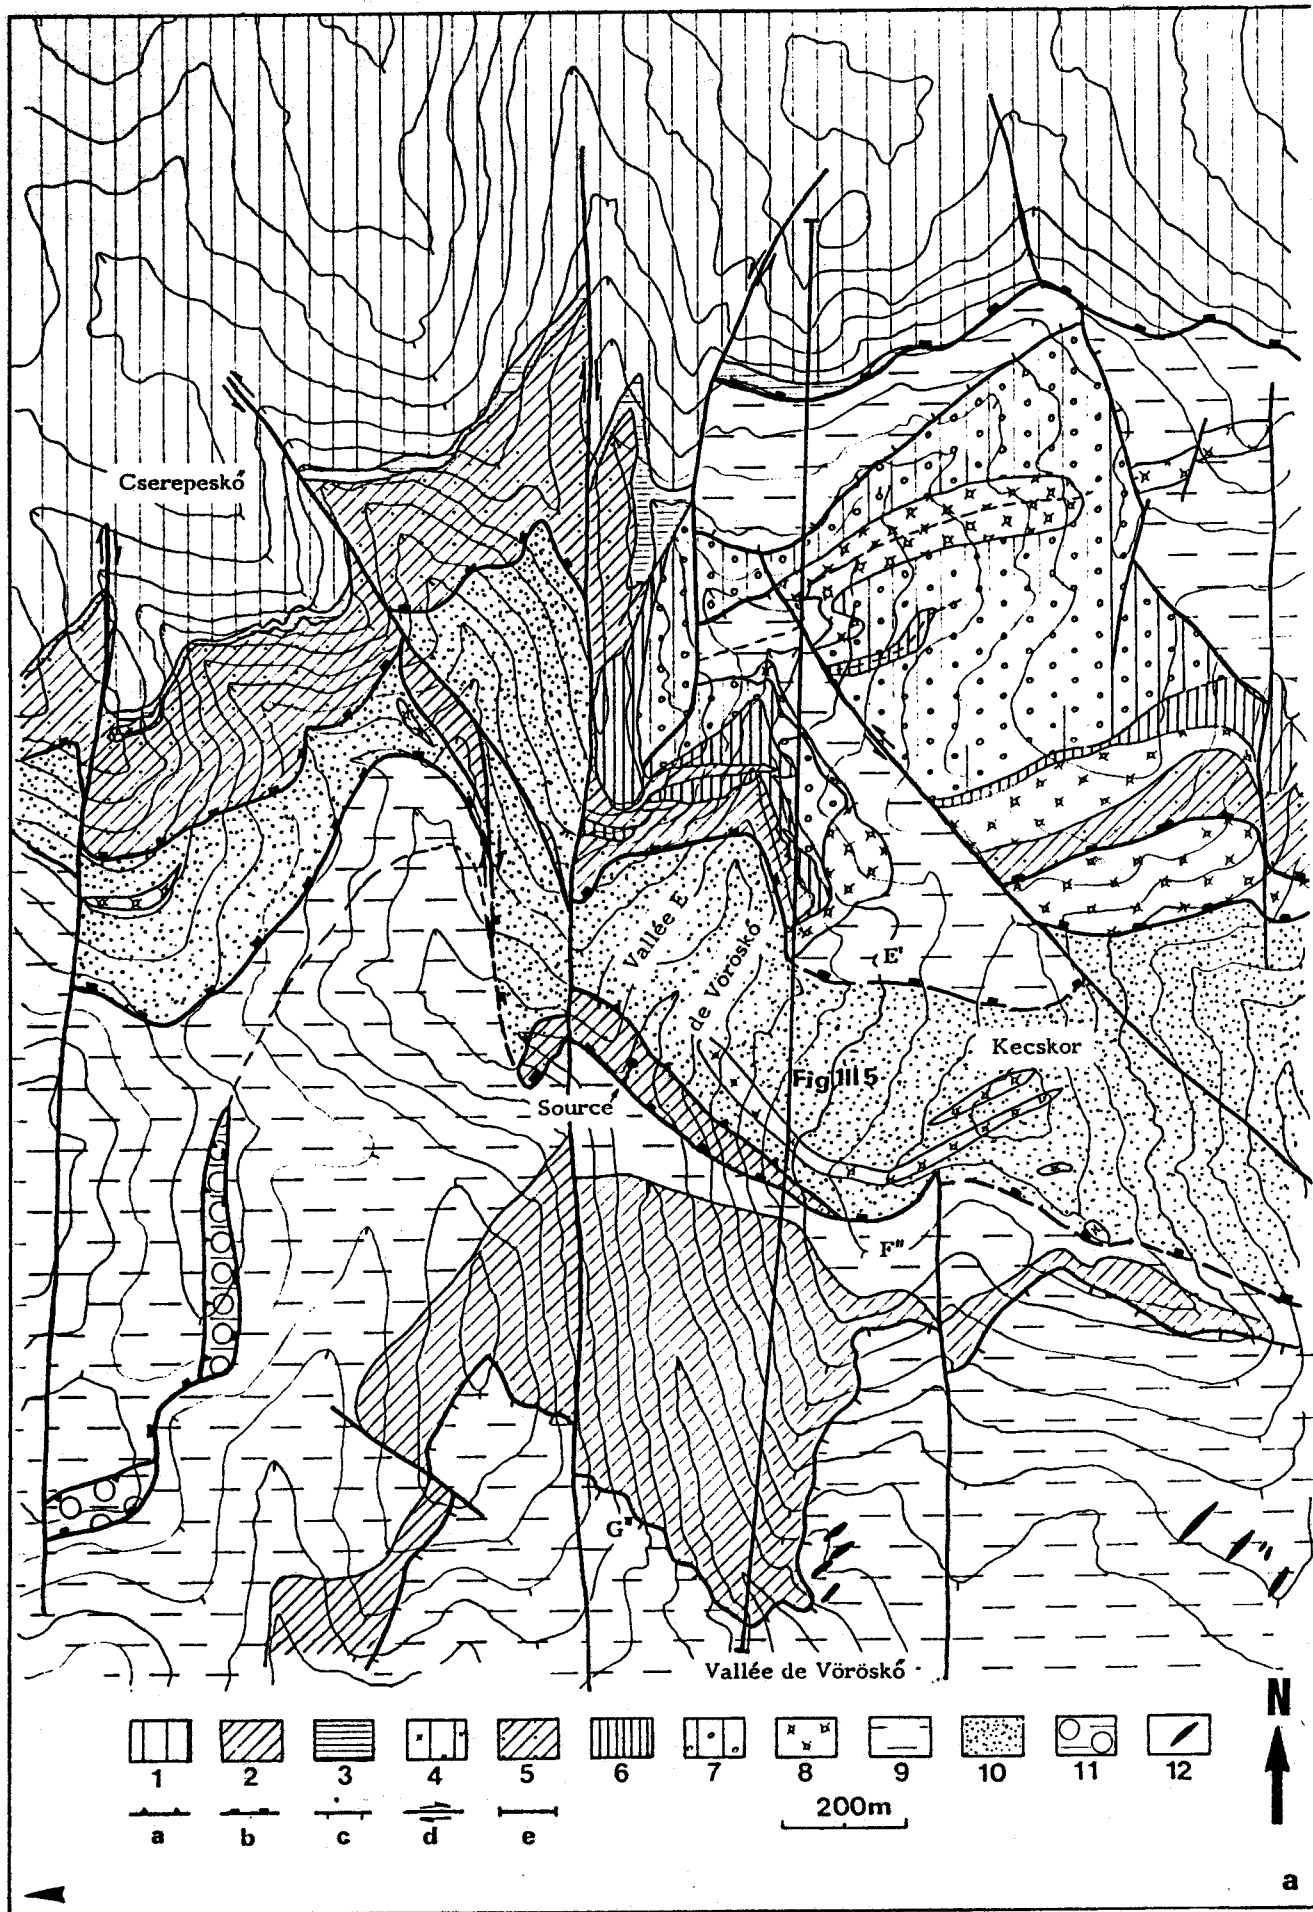 Cserepeskő
Vallée E
de Vöröskő
E'
Kecskor
Fig III 5
Source
F"
G"
Vallée de Vöröskő
N
1 2 3 4 5 6 7 8 9 10 11 12
a b c d e
200m
a